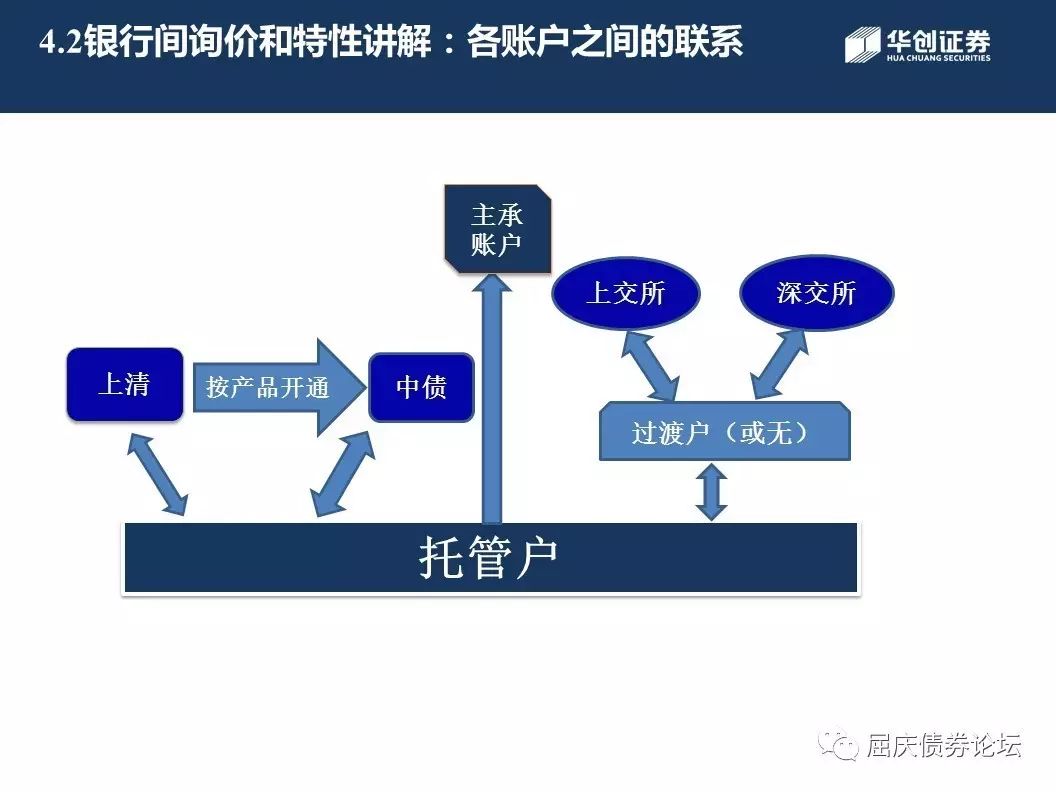 4.2银行间询价和特性讲解：各账户之间的联系
华创证券
HUA CHUANG SECURITIES
主承
账户
上交所
深交所
上清
按产品开通
中债
过渡户（或无）
托管户
屈庆债券论坛